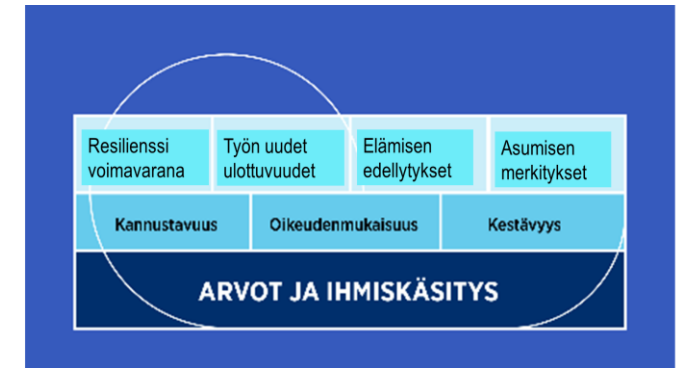 Resilienssi
voimavarana
Työn uudet
ulottuvuudet
Elämisen
edellytykset
Asumisen
merkitykset
Kannustavuus
Oikeudenmukaisuus
Kestävyys
ARVOT JA IHMISKÄSITYS